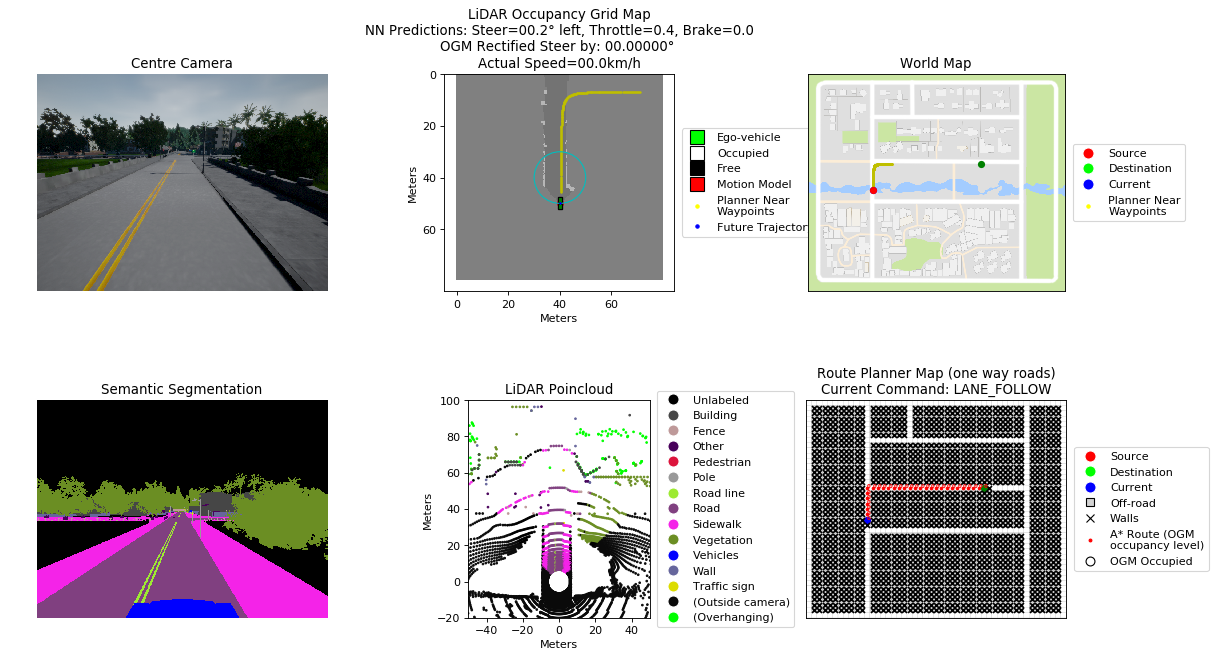 LiDAR Occupancy Grid Map
NN Predictions: Steer=00.2° left, Throttle=0.4, Brake=0.0
OGM Rectified Steer by: 00.00000°
Actual Speed=00.0km/h
Centre Camera
World Map
0
20
40
60
Meters
0
20
40
60
Meters
Ego-vehicle
Occupied
Free
Motion Model
Planner Near
Waypoints
Future Trajector
Source
Destination
Current
Planner Near
Waypoints
Semantic Segmentation
LiDAR Poincloud
100
80
60
40
20
0
−20
Meters
−40
−20
0
20
40
Meters
Unlabeled
Building
Fence
Other
Pedestrian
Pole
Road line
Road
Sidewalk
Vegetation
Vehicles
Wall
Traffic sign
(Outside camera)
(Overhanging)
Route Planner Map (one way roads)
Current Command: LANE_FOLLOW
Source
Destination
Current
Off-road
Walls
A* Route (OGM
occupancy level)
OGM Occupied